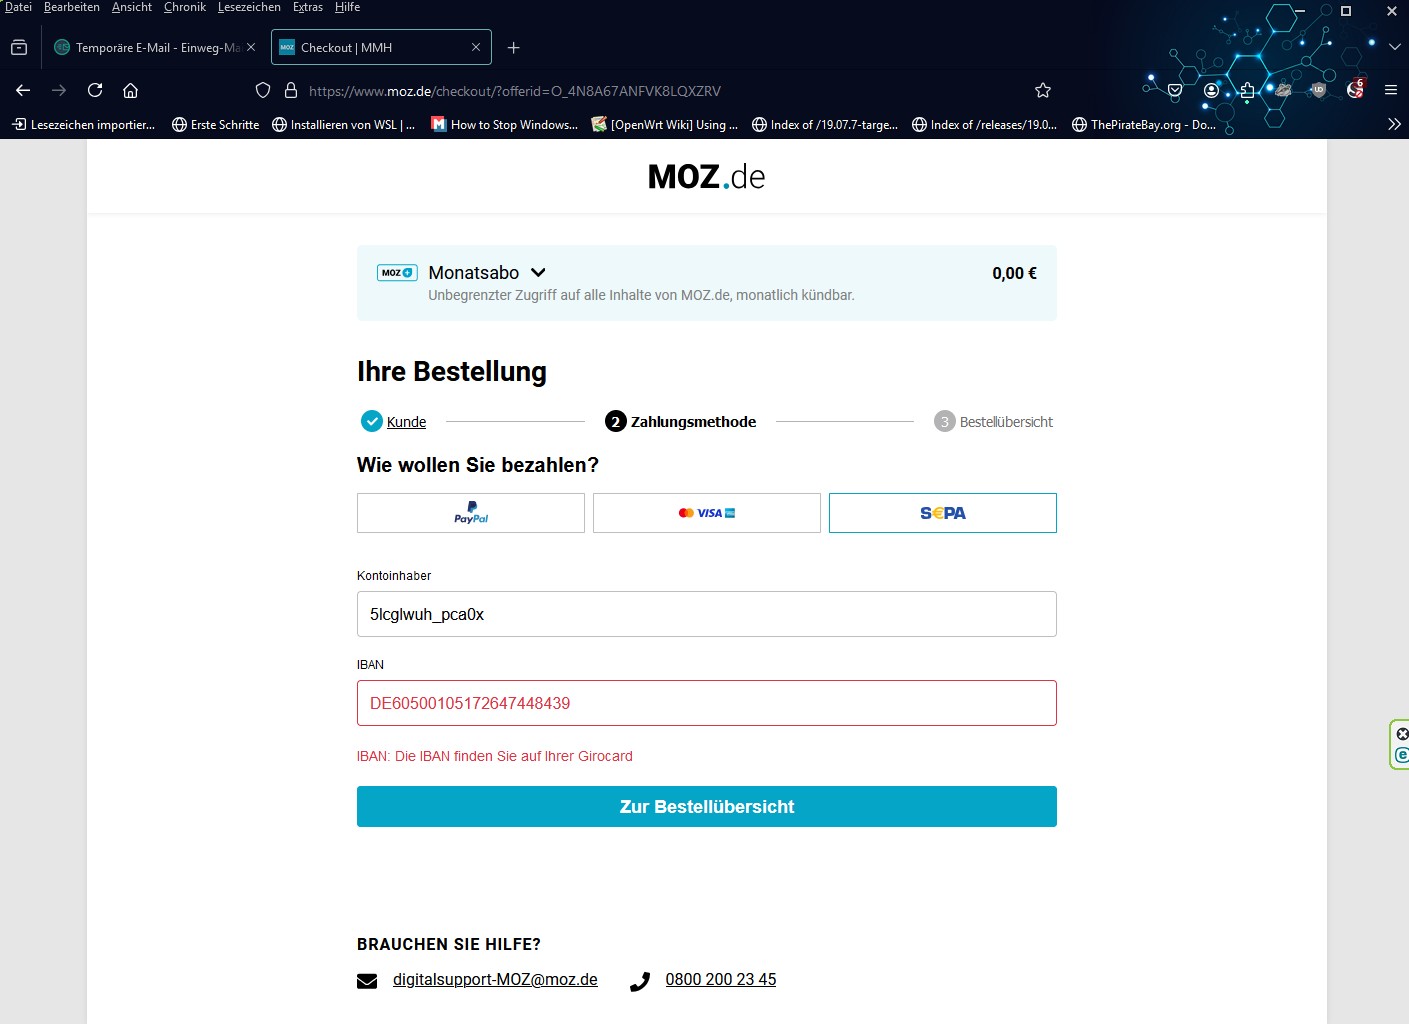 Datei Bearbeiten Ansicht Chronik Lesezeichen Extras Hilfe
Temporäre E-Mail - Einweg-Ma
MOZ Checkout | MMH
https://www.moz.de/checkout/?offerid=O_4N8A67ANFVK8LQXZRV
UD 6
Lesezeichen importier... Erste Schritte Installieren von WSL | ... How to Stop Windows... [OpenWrt Wiki] Using ... Index of /19.07.7-targe... Index of /releases/19.0... ThePirateBay.org - Do...
MOZ.de
MOZ Monatsabo 0,00 €
Unbegrenzter Zugriff auf alle Inhalte von MOZ.de, monatlich kündbar.
Ihre Bestellung
Kunde 2 Zahlungsmethode 3 Bestellübersicht
Wie wollen Sie bezahlen?
PayPal VISA S€PA
Kontoinhaber
5lcglwuh_pca0x
IBAN
DE60500105172647448439
IBAN: Die IBAN finden Sie auf Ihrer Girocard
Zur Bestellübersicht
BRAUCHEN SIE HILFE?
digitalsupport-MOZ@moz.de 0800 200 23 45